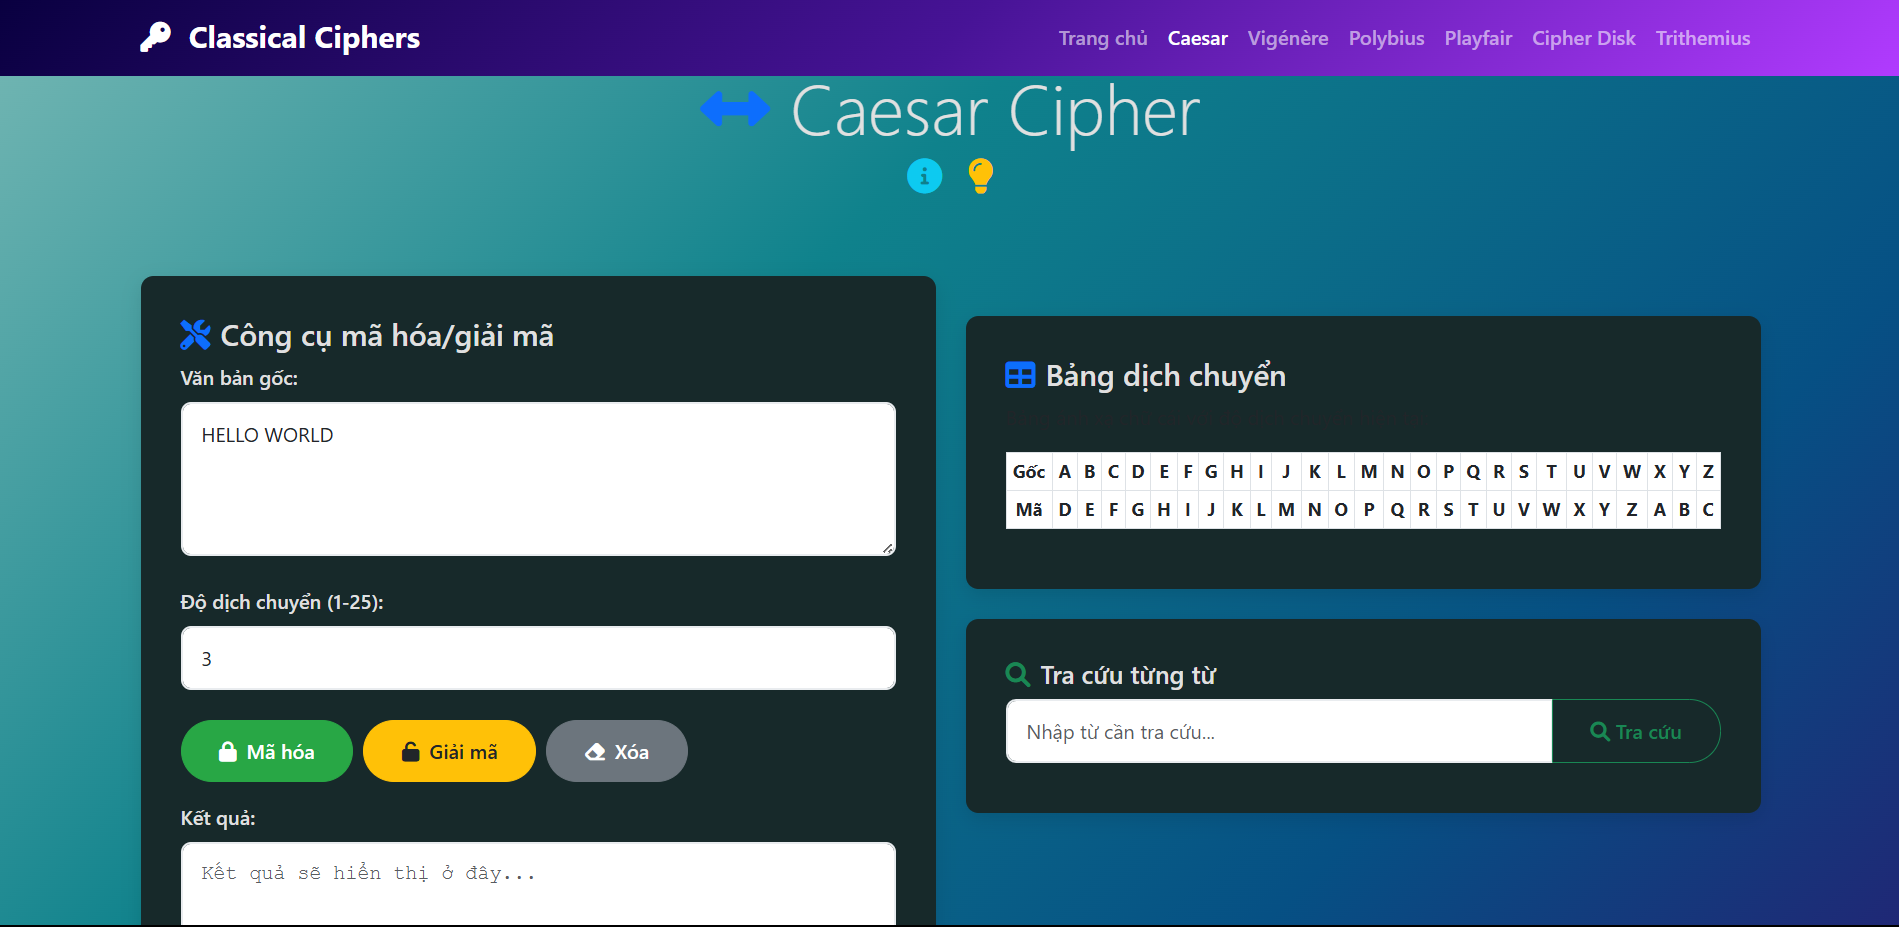 Classical Ciphers
Trang chủ Caesar Vigénère Polybius Playfair Cipher Disk Trithemius
Caesar Cipher
Công cụ mã hóa/giải mã
Văn bản gốc:
HELLO WORLD
Độ dịch chuyển (1-25):
3
Mã hóa Giải mã Xóa
Kết quả:
Kết quả sẽ hiển thị ở đây...
Bảng dịch chuyển
Gốc A B C D E F G H I J K L M N O P Q R S T U V W X Y Z
Mã D E F G H I J K L M N O P Q R S T U V W X Y Z A B C
Tra cứu từng từ
Nhập từ cần tra cứu...
Tra cứu